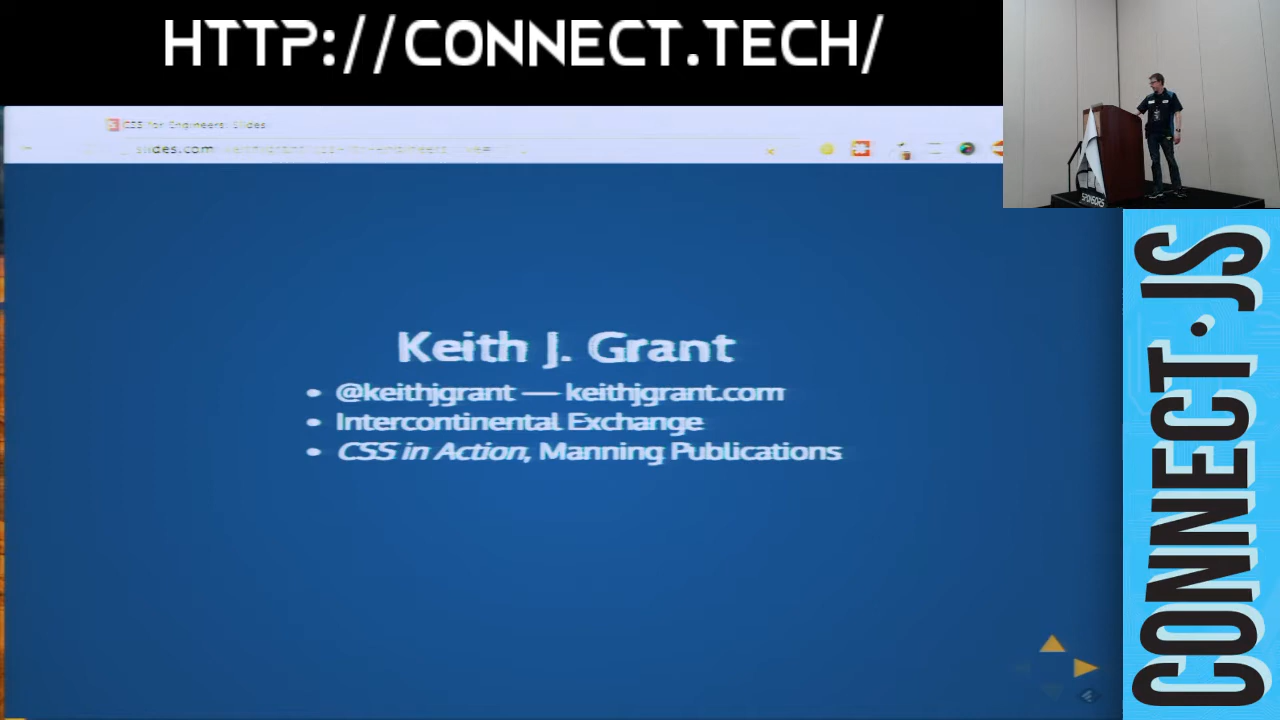 HTTP://CONNECT.TECH/
CSS for Engineers: Slides
slides.com
Keith J. Grant
• @keithjgrant — keithjgrant.com
• Intercontinental Exchange
• CSS in Action, Manning Publications
SPONSORS
CONNECT.JS